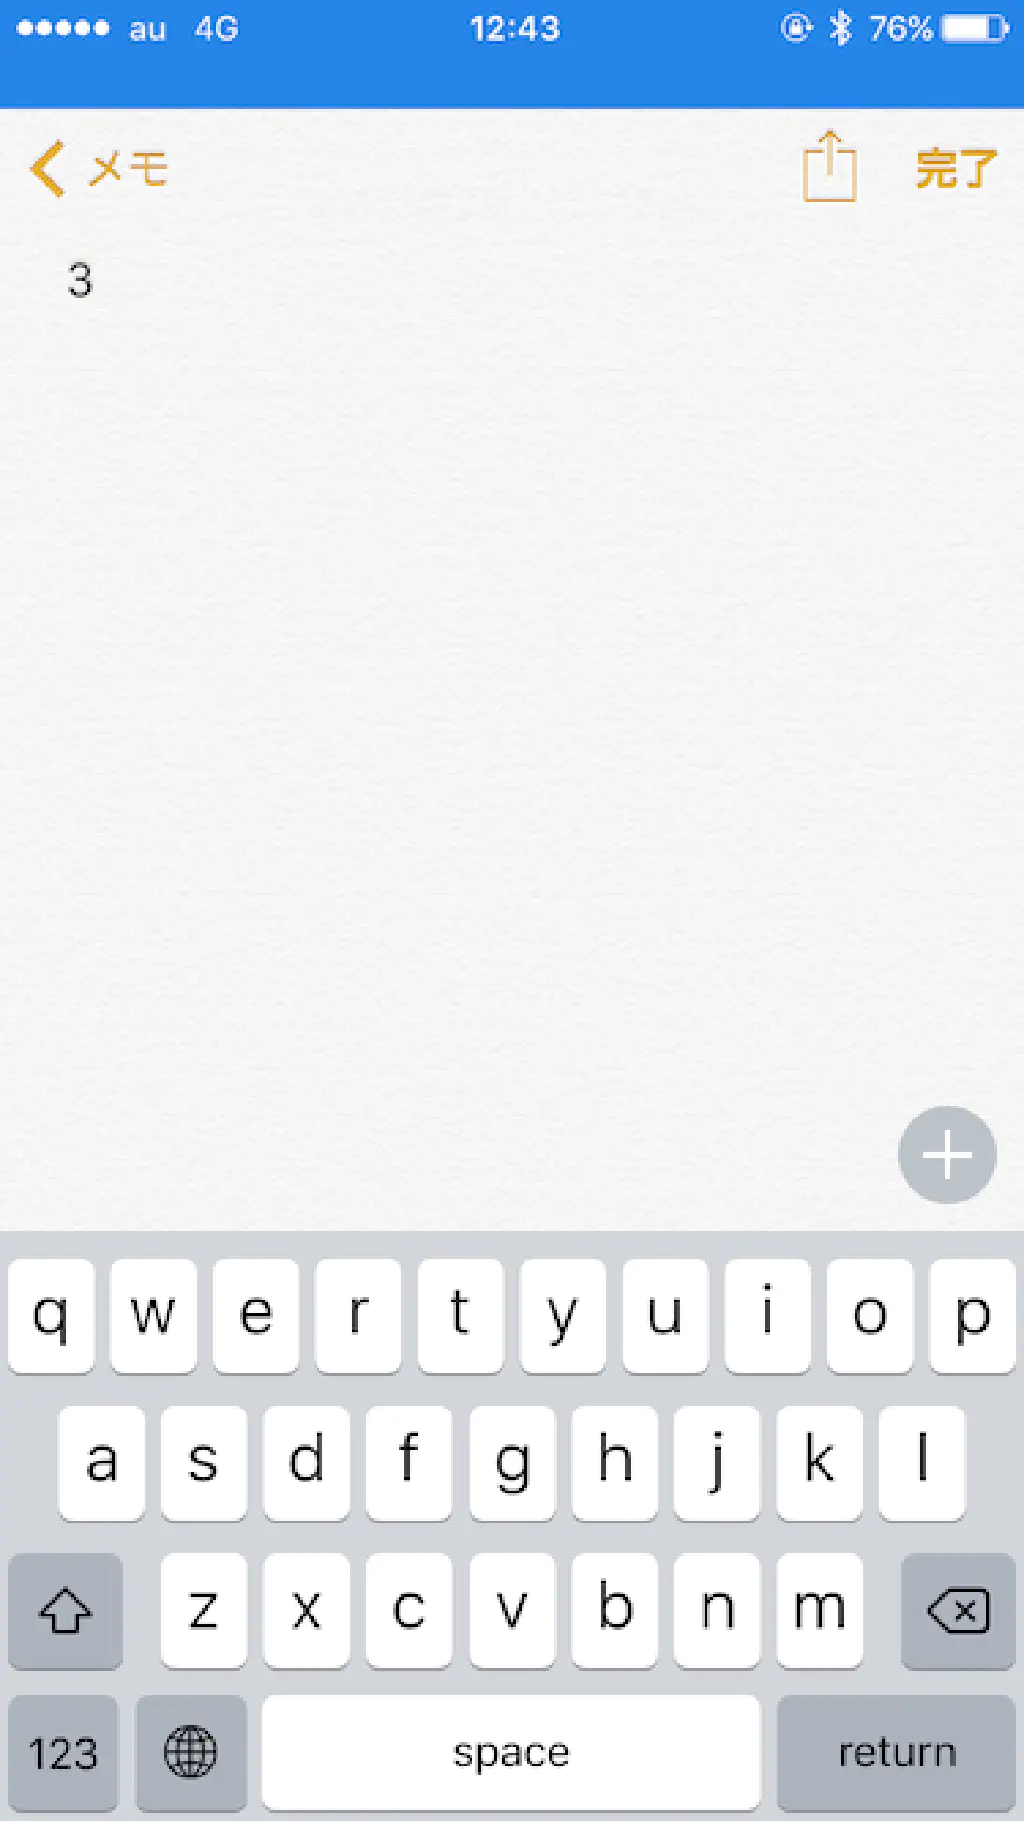 ●●●●● au 4G 12:43 76%
メモ 完了
3
q w e r t y u i o p
a s d f g h j k l
z x c v b n m
123 space return